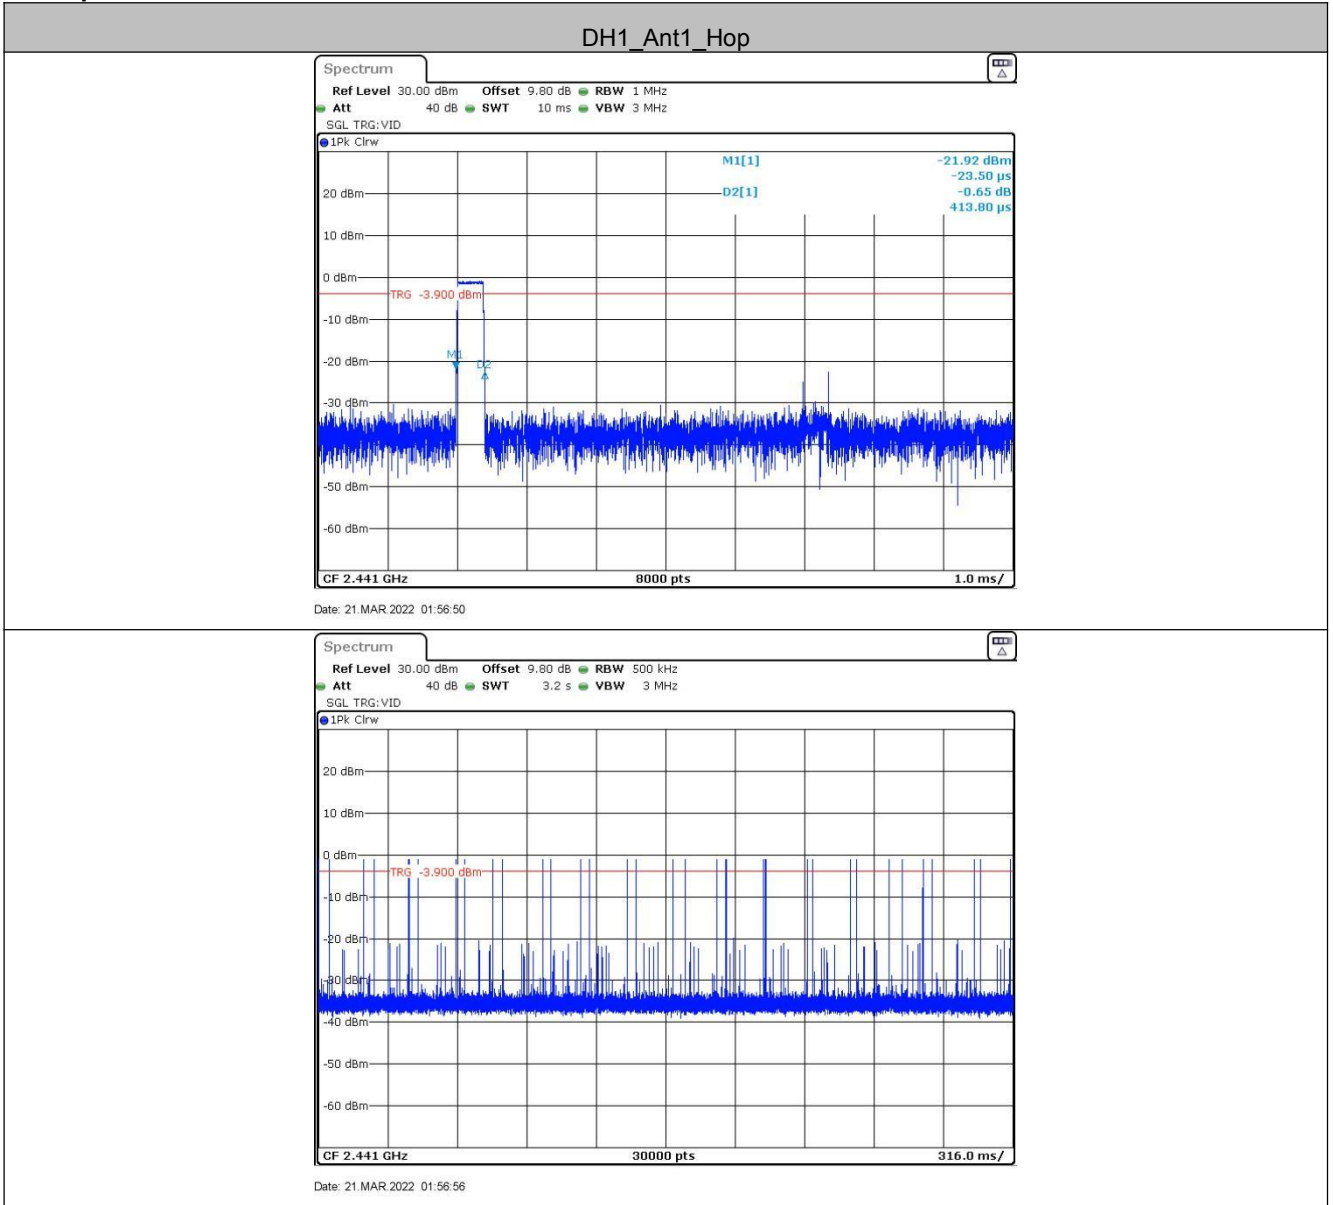 DH1_Ant1_Hop
Spectrum
Ref Level 30.00 dBm Offset 9.80 dB RBW 1 MHz
Att 40 dB SWT 10 ms VBW 3 MHz
SGL TRG:VID
1Pk Clrw
M1[1] -21.92 dBm
-23.50 µs
20 dBm D2[1] -0.65 dB
413.80 µs
10 dBm
0 dBm
TRG -3.900 dBm
-10 dBm
M1
-20 dBm D2
-30 dBm
-50 dBm
-60 dBm
CF 2.441 GHz 8000 pts 1.0 ms/
Date: 21.MAR.2022 01:56:50
Spectrum
Ref Level 30.00 dBm Offset 9.80 dB RBW 500 kHz
Att 40 dB SWT 3.2 s VBW 3 MHz
SGL TRG:VID
1Pk Clrw
20 dBm
10 dBm
0 dBm
TRG -3.900 dBm
-10 dBm
-20 dBm
-30 dBm
-40 dBm
-50 dBm
-60 dBm
CF 2.441 GHz 30000 pts 316.0 ms/
Date: 21.MAR.2022 01:56:56